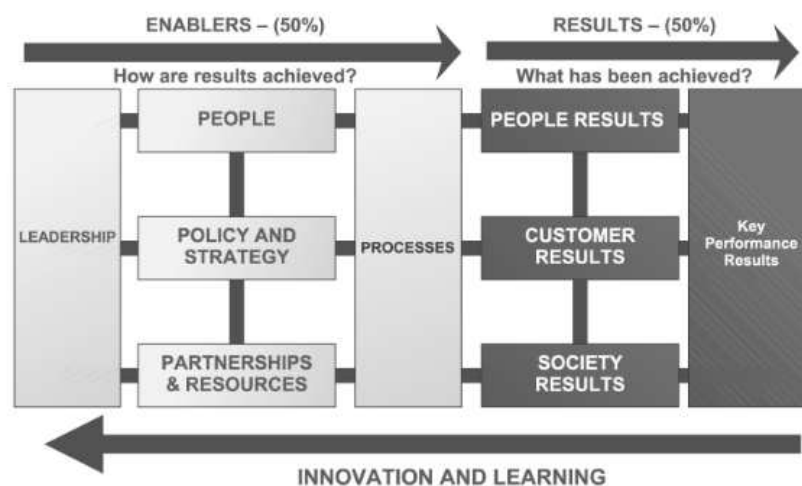 ENABLERS – (50%)
RESULTS – (50%)
How are results achieved?
What has been achieved?
LEADERSHIP
PEOPLE
POLICY AND
STRATEGY
PARTNERSHIPS
& RESOURCES
PROCESSES
PEOPLE RESULTS
CUSTOMER
RESULTS
SOCIETY
RESULTS
Key
Performance
Results
INNOVATION AND LEARNING